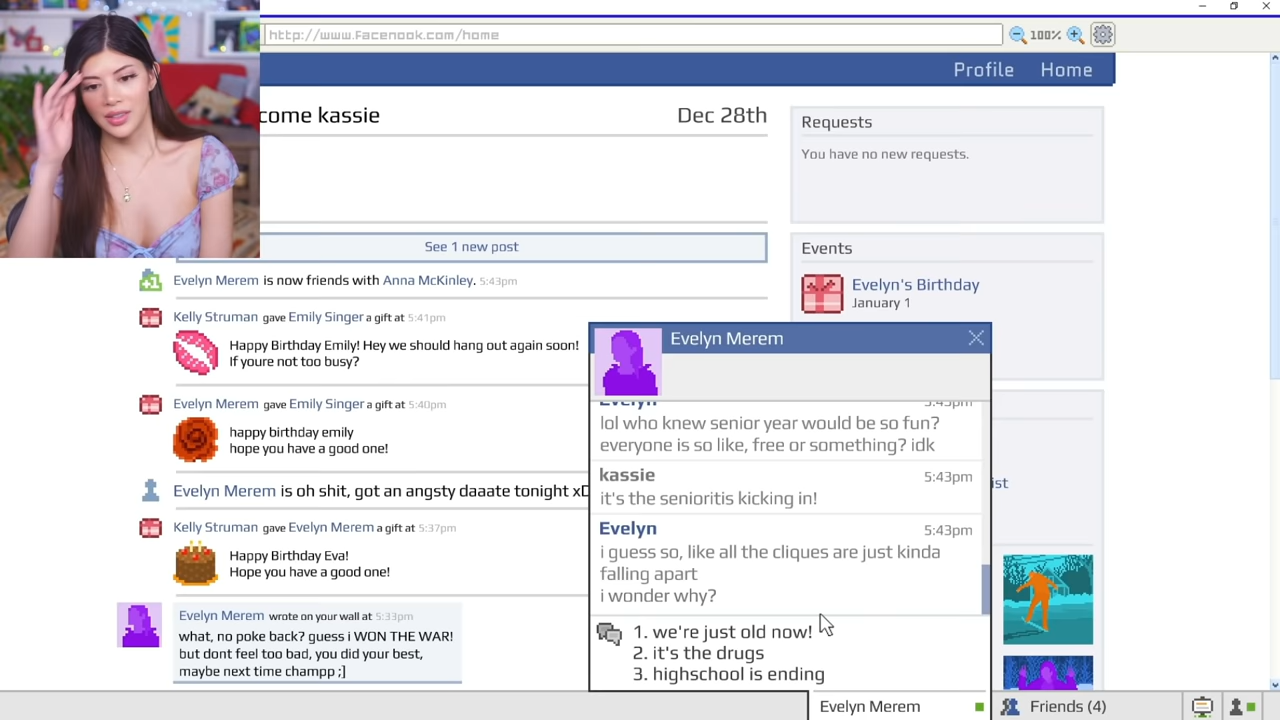 http://www.facenook.com/home
100%
Profile
Home
come kassie
Dec 28th
Requests
You have no new requests.
See 1 new post
Events
Evelyn's Birthday
January 1
Evelyn Merem is now friends with Anna McKinley. 5:43pm
Kelly Struman gave Emily Singer a gift at 5:41pm
Happy Birthday Emily! Hey we should hang out again soon!
If youre not too busy?
Evelyn Merem gave Emily Singer a gift at 5:40pm
happy birthday emily
hope you have a good one!
Evelyn Merem is oh shit, got an angsty daaate tonight xD
Kelly Struman gave Evelyn Merem a gift at 5:37pm
Happy Birthday Eva!
Hope you have a good one!
Evelyn Merem wrote on your wall at 5:33pm
what, no poke back? guess i WON THE WAR!
but dont feel too bad, you did your best,
maybe next time champp ;]
Evelyn Merem
Evelyn 5:43pm
lol who knew senior year would be so fun?
everyone is so like, free or something? idk
kassie 5:43pm
it's the senioritis kicking in!
Evelyn 5:43pm
i guess so, like all the cliques are just kinda
falling apart
i wonder why?
1. we're just old now!
2. it's the drugs
3. highschool is ending
ist
Evelyn Merem
Friends (4)